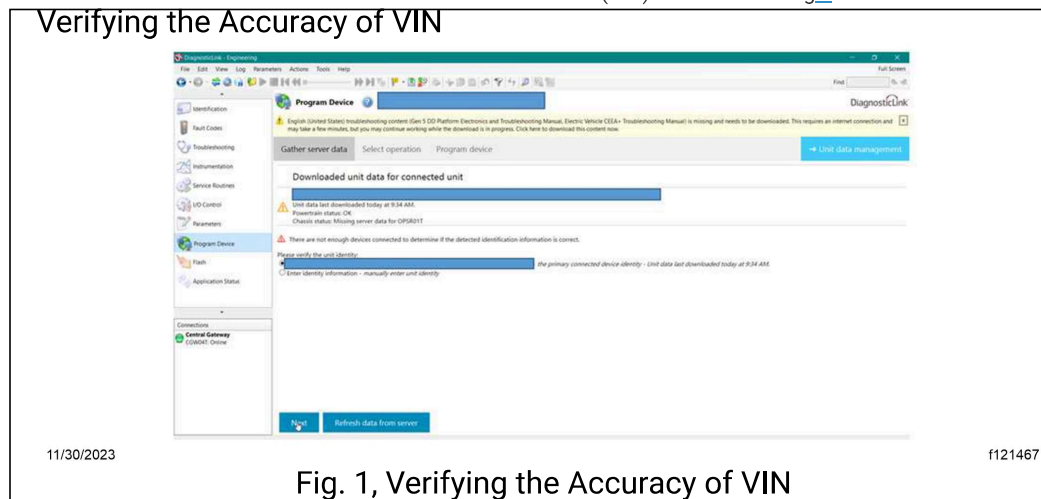 Verifying the Accuracy of VIN
DiagnosticLink - Engineering
File Edit View Log Parameters Actions Tools Help
Full Screen
Find
Program Device
DiagnosticLink
English (United States) troubleshooting content (Gen 5 DD Platform Electronics and Troubleshooting Manual, Electric Vehicle CEEA+ Troubleshooting Manual) is missing and needs to be downloaded. This requires an internet connection and
may take a few minutes, but you may continue working while the download is in progress. Click here to download this content now.
Identification
Fault Codes
Troubleshooting
Instrumentation
Service Routines
I/O Control
Parameters
Program Device
Flash
Application Status
Gather server data Select operation Program device
→ Unit data management
Downloaded unit data for connected unit
Unit data last downloaded today at 9:34 AM.
Powertrain status: OK
Chassis status: Missing server data for OPSR01T
There are not enough devices connected to determine if the detected identification information is correct.
Please verify the unit identity:
the primary connected device identity - Unit data last downloaded today at 9:34 AM.
Enter identity information - manually enter unit identity
Connections
Central Gateway
CGW04T: Online
Next Refresh data from server
11/30/2023
f121467
Fig. 1, Verifying the Accuracy of VIN